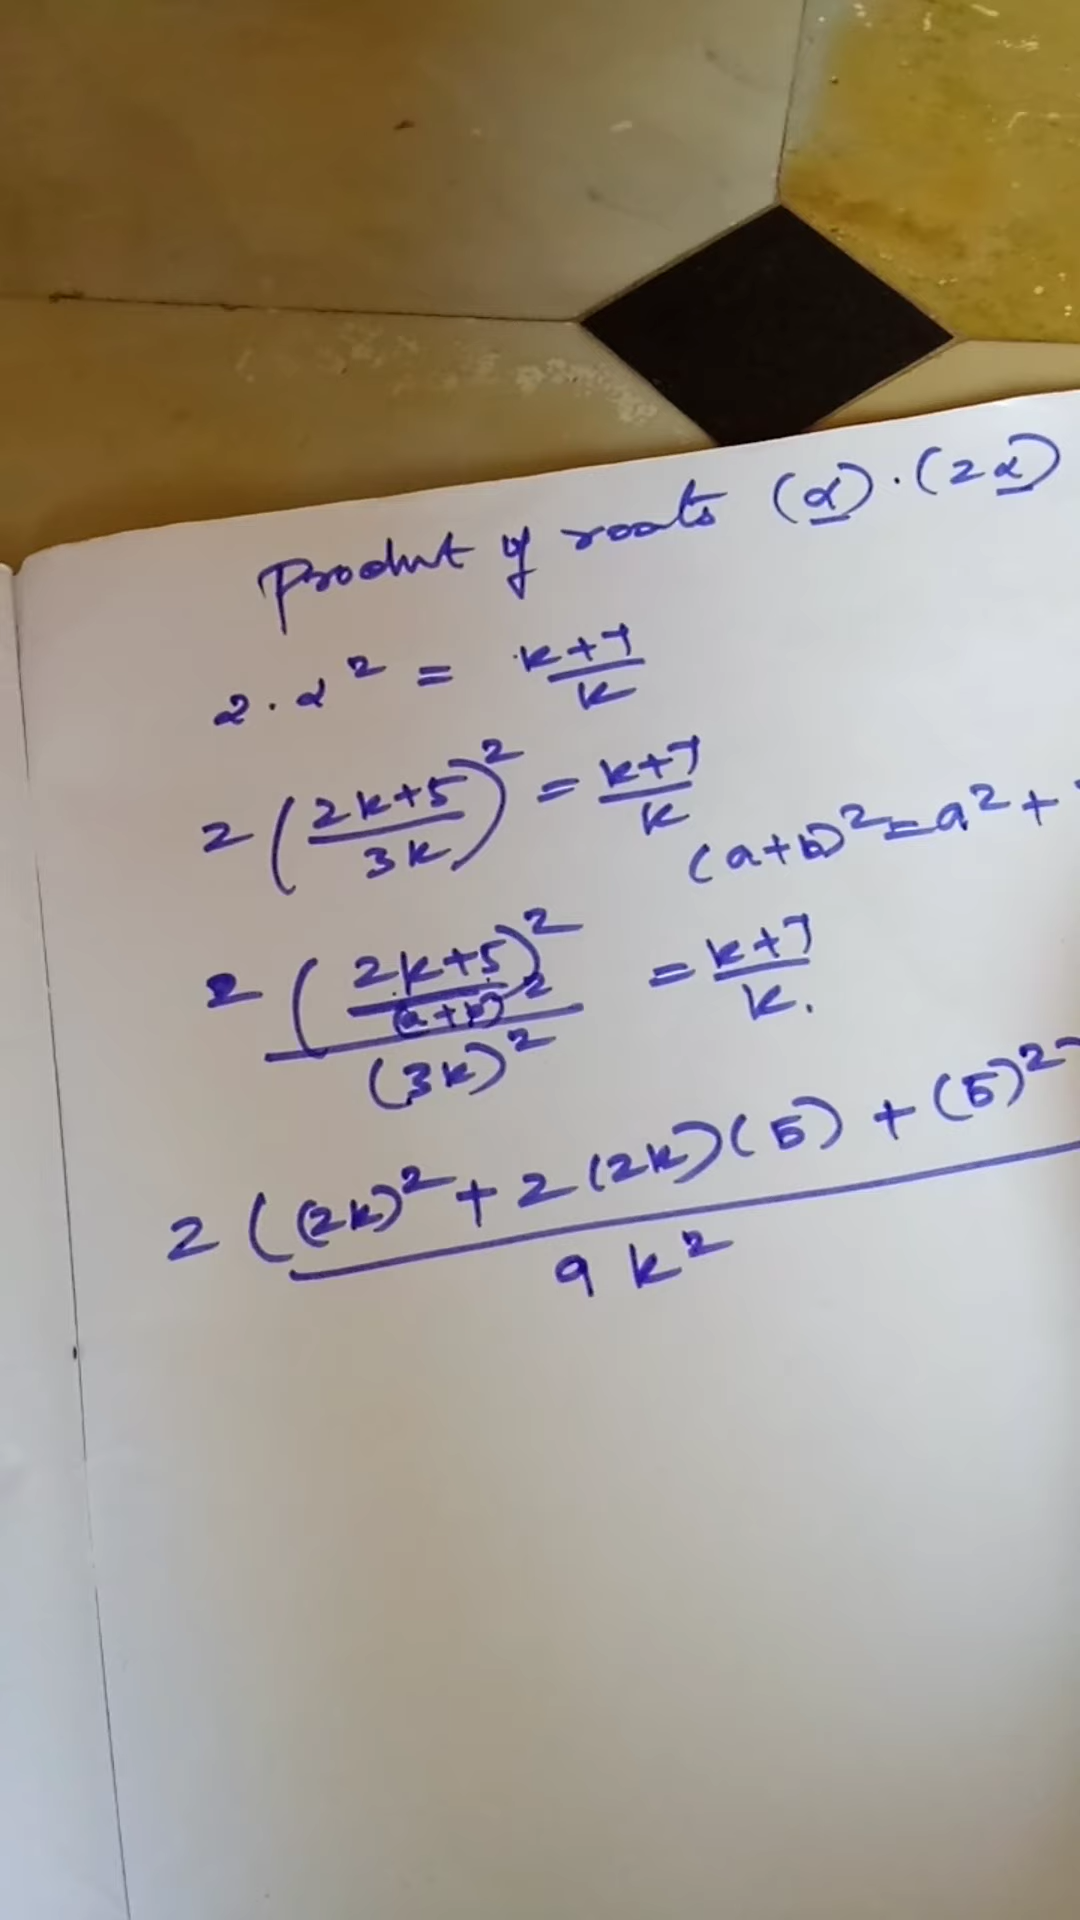 Product of roots (α).(2α)
2.α² = k+7/k
2(2k+5/3k)² = k+7/k
(a+b)²=a²+
2(2k+5)²/(3k)² = k+7/k.
(a+b)²
2((2k)²+2(2k)(5)+(5)²)/9k²